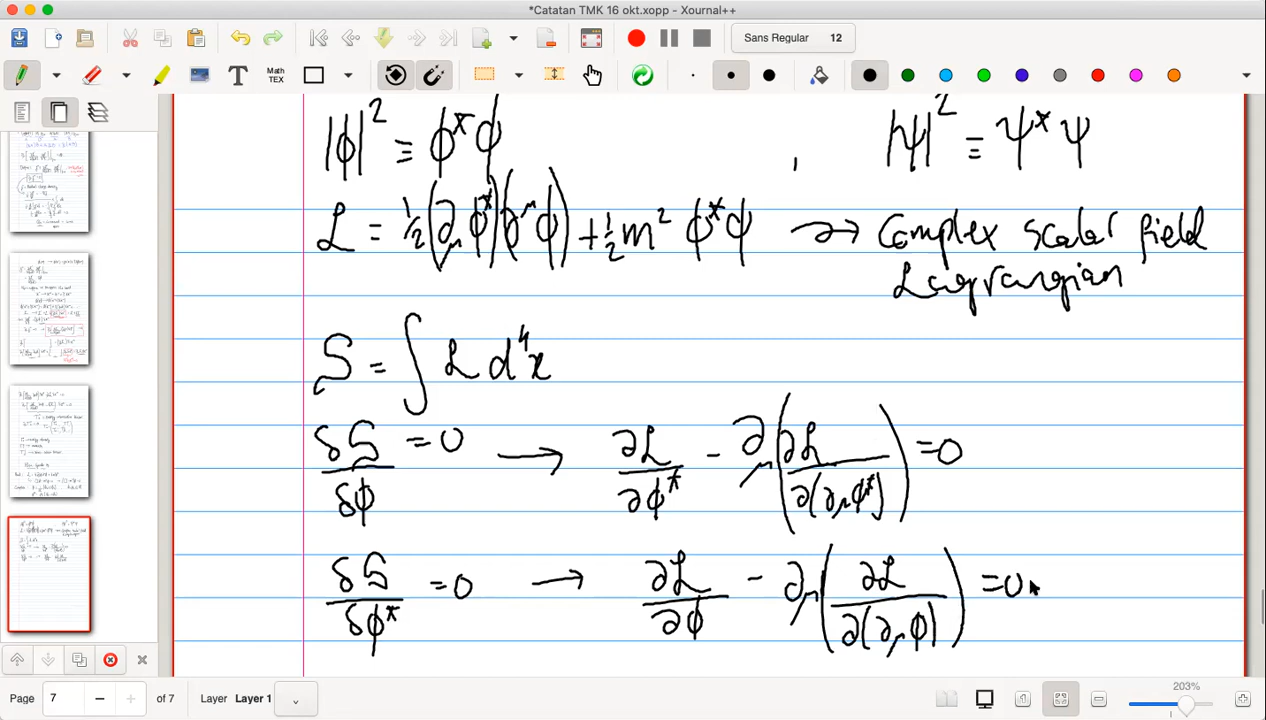 *Catatan TMK 16 okt.xopp - Xournal++
Sans Regular 12
T Math TEX
|ϕ|² ≡ ϕ*ϕ , |ψ|² ≡ ψ*ψ
ℒ = ½(∂μϕ*)(∂^μϕ) + ½m² ϕ*ϕ ⇝ Complex scalar field
Lagrangian
S = ∫ ℒ d⁴x
δS/δϕ = 0 → ∂ℒ/∂ϕ* - ∂μ(∂ℒ/∂(∂μϕ*)) = 0
δS/δϕ* = 0 → ∂ℒ/∂ϕ - ∂μ(∂ℒ/∂(∂μϕ)) = 0
Page 7 of 7 Layer Layer 1 203%